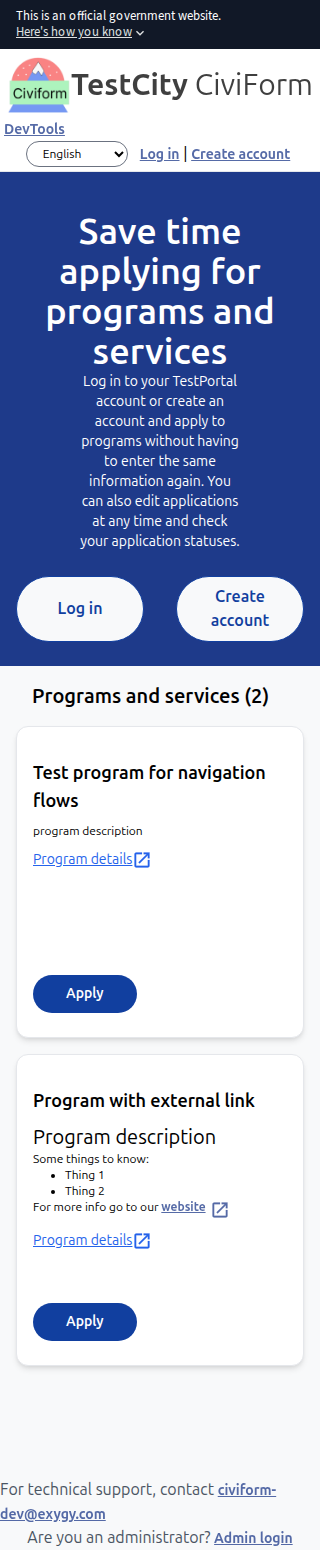 This is an official government website.
Here's how you know
Civiform
TestCity CiviForm
DevTools
English
Log in | Create account
Save time
applying for
programs and
services
Log in to your TestPortal
account or create an
account and apply to
programs without having
to enter the same
information again. You
can also edit applications
at any time and check
your application statuses.
Log in
Create
account
Programs and services (2)
Test program for navigation
flows
program description
Program details
Apply
Program with external link
Program description
Some things to know:
• Thing 1
• Thing 2
For more info go to our website
Program details
Apply
For technical support, contact civiform-
dev@exygy.com
Are you an administrator? Admin login